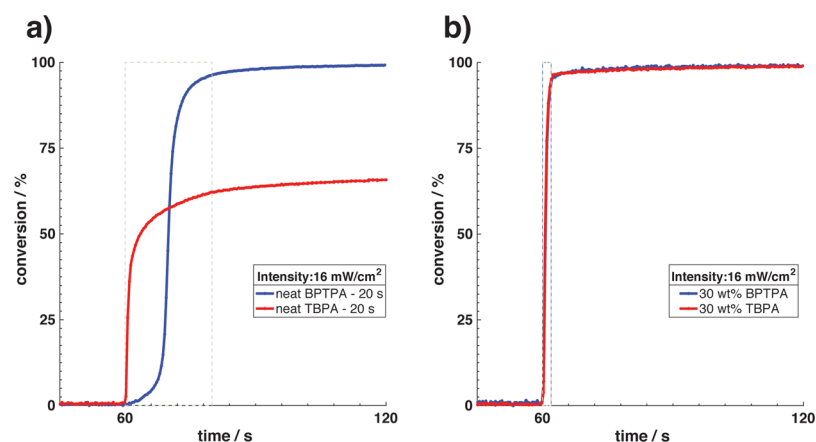 a)
100
75
50
25
0
conversion / %
60
120
time / s
Intensity:16 mW/cm²
neat BPTPA - 20 s
neat TBPA - 20 s
b)
100
75
50
25
0
conversion / %
60
120
time / s
Intensity:16 mW/cm²
30 wt% BPTPA
30 wt% TBPA